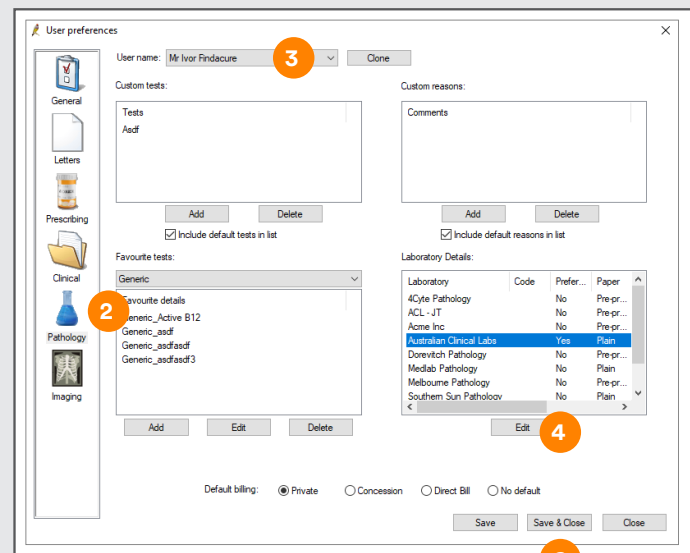 User preferences
User name: Mr Ivor Findacure 3 Clone
General
Letters
Prescribing
Clinical
2
Pathology
Imaging
Custom tests:
Tests
Asdf
Add Delete
Include default tests in list
Custom reasons:
Comments
Add Delete
Include default reasons in list
Favourite tests:
Generic
Favourite details
Generic_Active B12
Generic_asdf
Generic_asdfasdf
Generic_asdfasdf3
Add Edit Delete
Laboratory Details:
Laboratory Code Prefer... Paper
4Cyte Pathology No Pre-pr...
ACL - JT No Pre-pr...
Acme Inc No Pre-pr...
Australian Clinical Labs Yes Plain
Dorevitch Pathology No Pre-pr...
Medlab Pathology No Plain
Melbourne Pathology No Pre-pr...
Southern Sun Pathology No Plain
Edit 4
Default billing: Private Concession Direct Bill No default
Save Save & Close Close